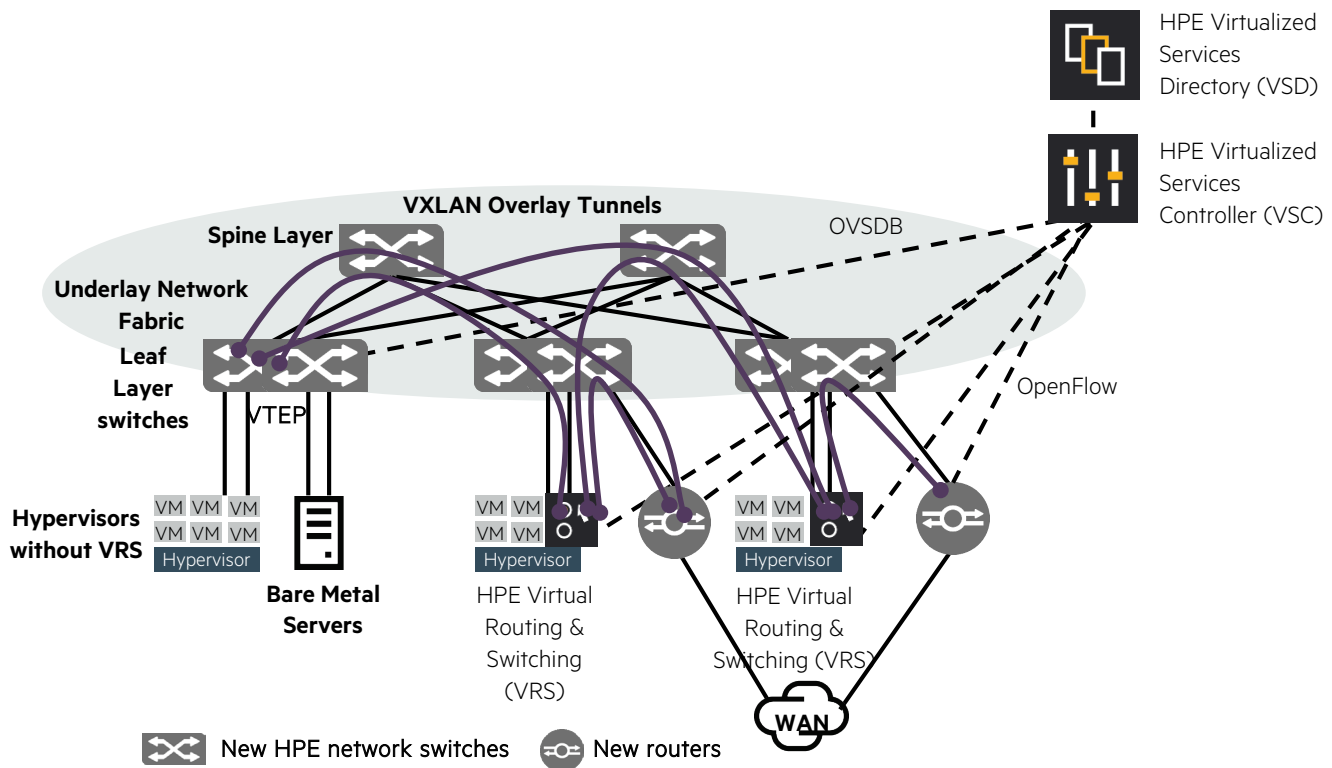 HPE Virtualized
Services
Directory (VSD)
HPE Virtualized
Services
Controller (VSC)
VXLAN Overlay Tunnels
Spine Layer
OVSDB
Underlay Network
Fabric
Leaf
Layer
switches
VTEP
OpenFlow
Hypervisors
without VRS
VM VM VM
VM VM VM
Hypervisor
Bare Metal
Servers
VM VM
VM VM
Hypervisor
HPE Virtual
Routing &
Switching
(VRS)
VM VM
VM VM
Hypervisor
HPE Virtual
Routing &
Switching (VRS)
WAN
New HPE network switches
New routers